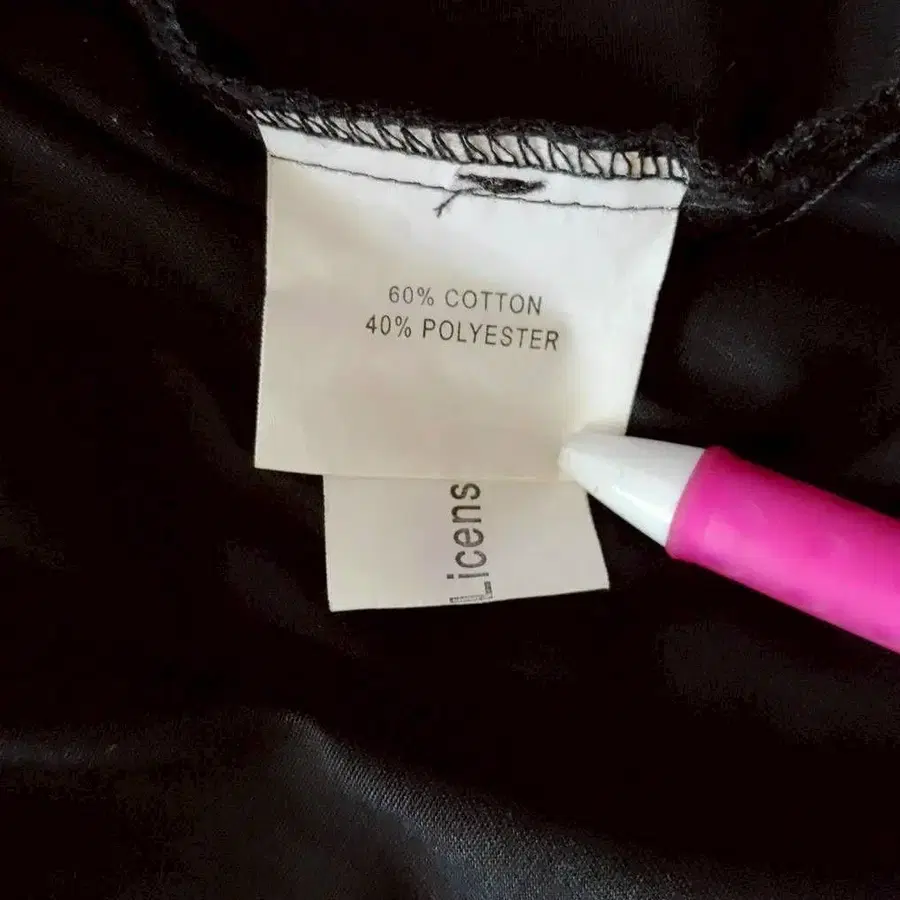 60% COTTON
40% POLYESTER
Licens